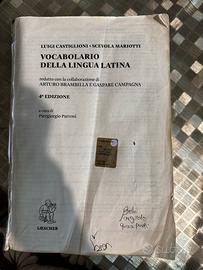 LUIGI CASTIGLIONI - SCEVOLA MARIOTTI
VOCABOLARIO
DELLA LINGUA LATINA
redatto con la collaborazione di
ARTURO BRAMBILLA E GASPARE CAMPAGNA
4ª EDIZIONE
a cura di
Piergiorgio Parroni
LOESCHER